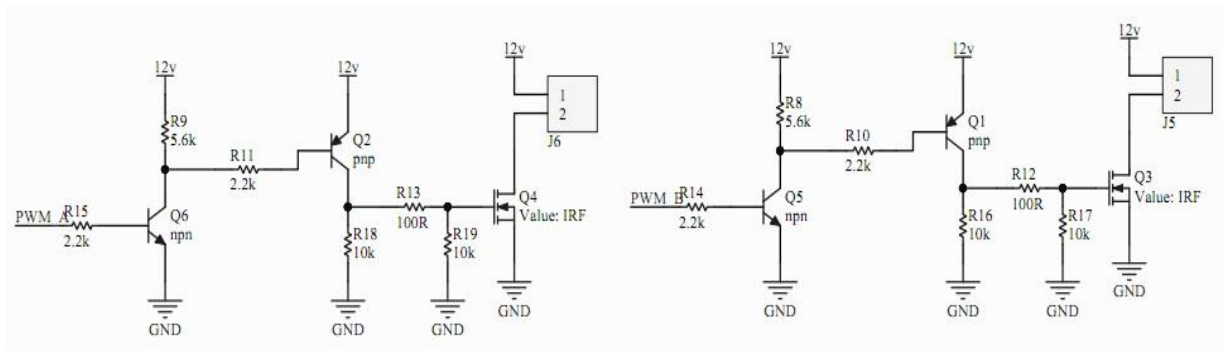 12v
12v
12v
R9
5.6k
R11
2.2k
Q2
pnp
1
2
J6
PWM_A
R15
2.2k
Q6
npn
R13
100R
Q4
Value: IRF
R18
10k
R19
10k
GND
GND
GND
GND
12v
12v
12v
R8
5.6k
R10
2.2k
Q1
pnp
1
2
J5
PWM_B
R14
2.2k
Q5
npn
R12
100R
Q3
Value: IRF
R16
10k
R17
10k
GND
GND
GND
GND